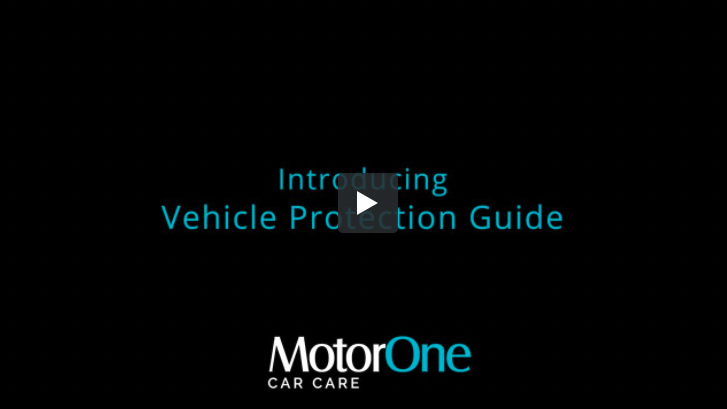 Introducing
Vehicle Protection Guide
MotorOne
CAR CARE